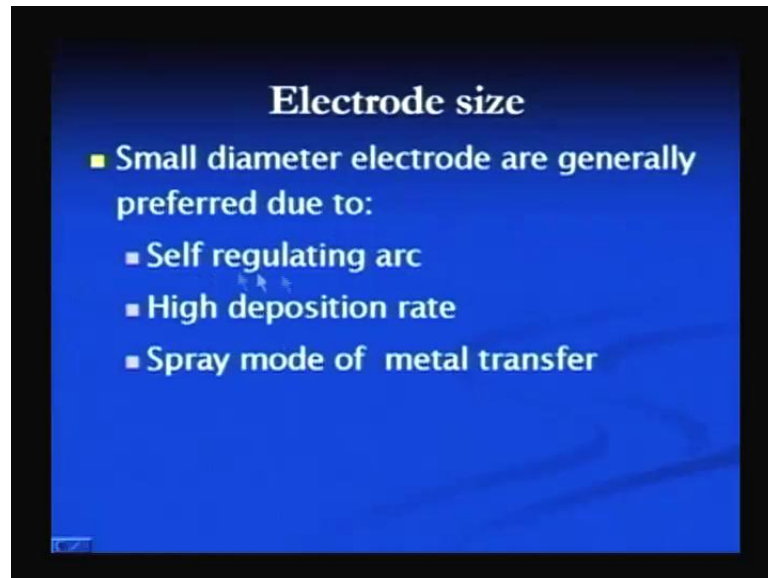 Electrode size
Small diameter electrode are generally
preferred due to:
Self regulating arc
High deposition rate
Spray mode of metal transfer